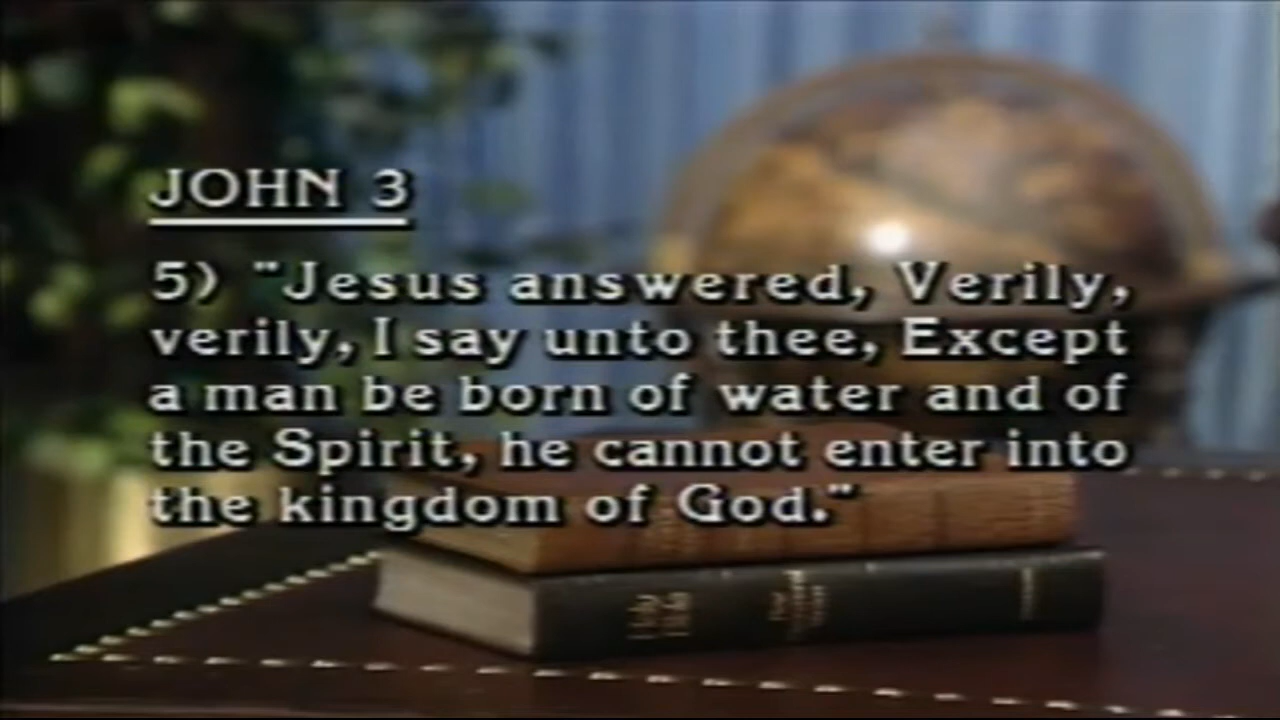 JOHN 3
5) "Jesus answered, Verily,
verily, I say unto thee, Except
a man be born of water and of
the Spirit, he cannot enter into
the kingdom of God."